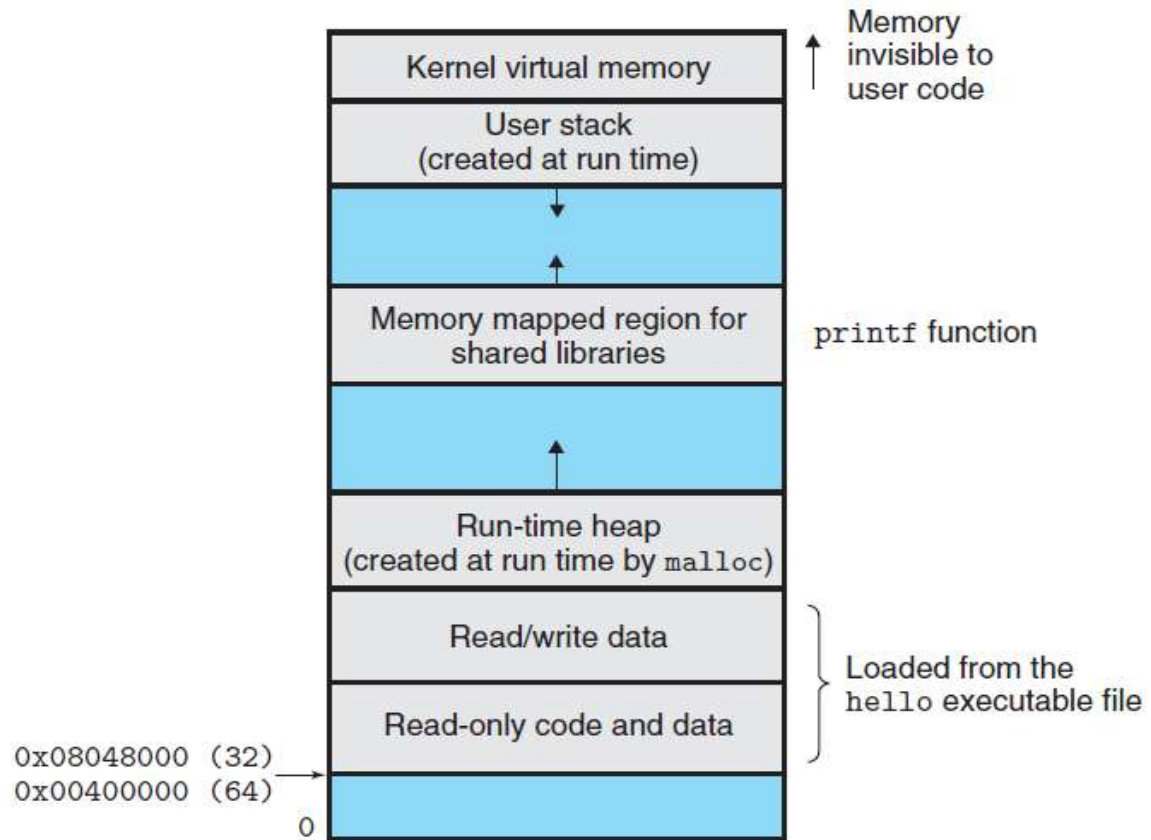 Memory
invisible to
user code
Kernel virtual memory
User stack
(created at run time)
Memory mapped region for
shared libraries
printf function
Run-time heap
(created at run time by malloc)
Read/write data
Loaded from the
hello executable file
Read-only code and data
0x08048000 (32)
0x00400000 (64)
0